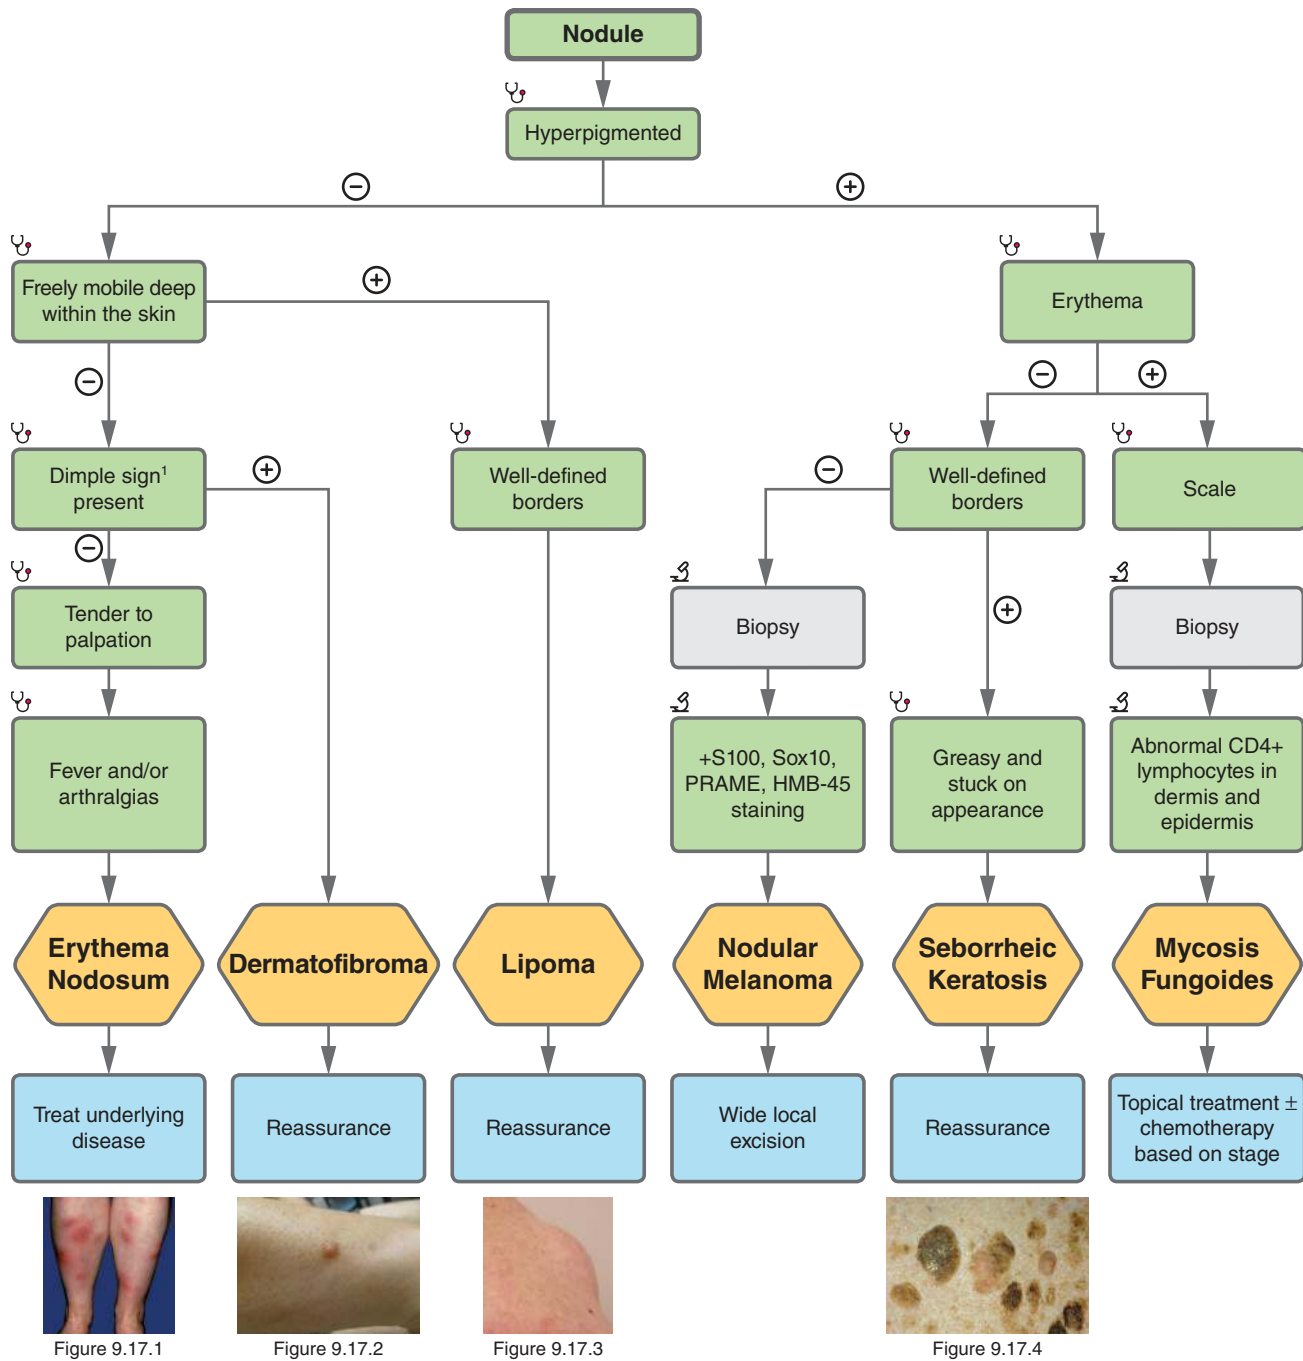 Nodule
Hyperpigmented
−
+
Freely mobile deep
within the skin
+
Erythema
−
−
+
Dimple sign¹
present
+
Well-defined
borders
−
Well-defined
borders
Scale
−
Tender to
palpation
Biopsy
+
Biopsy
Fever and/or
arthralgias
+S100, Sox10,
PRAME, HMB-45
staining
Greasy and
stuck on
appearance
Abnormal CD4+
lymphocytes in
dermis and
epidermis
Erythema
Nodosum
Dermatofibroma
Lipoma
Nodular
Melanoma
Seborrheic
Keratosis
Mycosis
Fungoides
Treat underlying
disease
Reassurance
Reassurance
Wide local
excision
Reassurance
Topical treatment ±
chemotherapy
based on stage
Figure 9.17.1
Figure 9.17.2
Figure 9.17.3
Figure 9.17.4